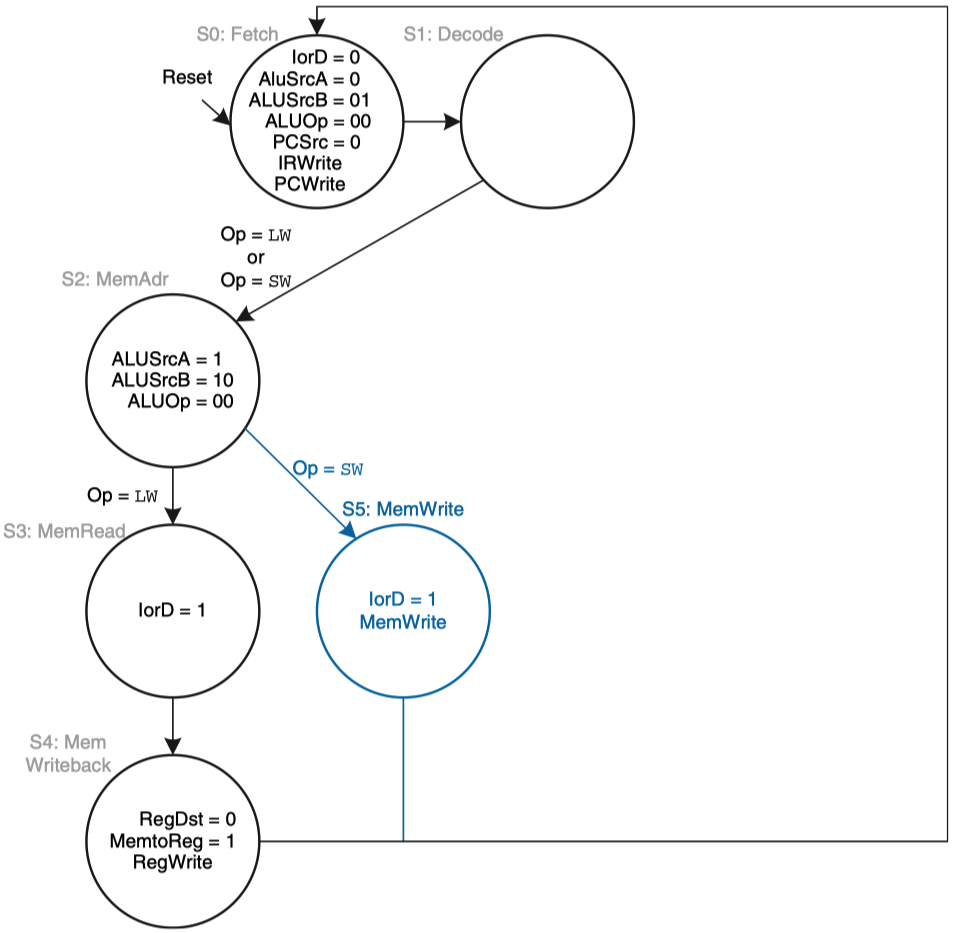 S0: Fetch
S1: Decode
Reset
IorD = 0
AluSrcA = 0
ALUSrcB = 01
ALUOp = 00
PCSrc = 0
IRWrite
PCWrite
Op = LW
or
Op = SW
S2: MemAdr
ALUSrcA = 1
ALUSrcB = 10
ALUOp = 00
Op = SW
Op = LW
S5: MemWrite
S3: MemRead
IorD = 1
IorD = 1
MemWrite
S4: Mem
Writeback
RegDst = 0
MemtoReg = 1
RegWrite